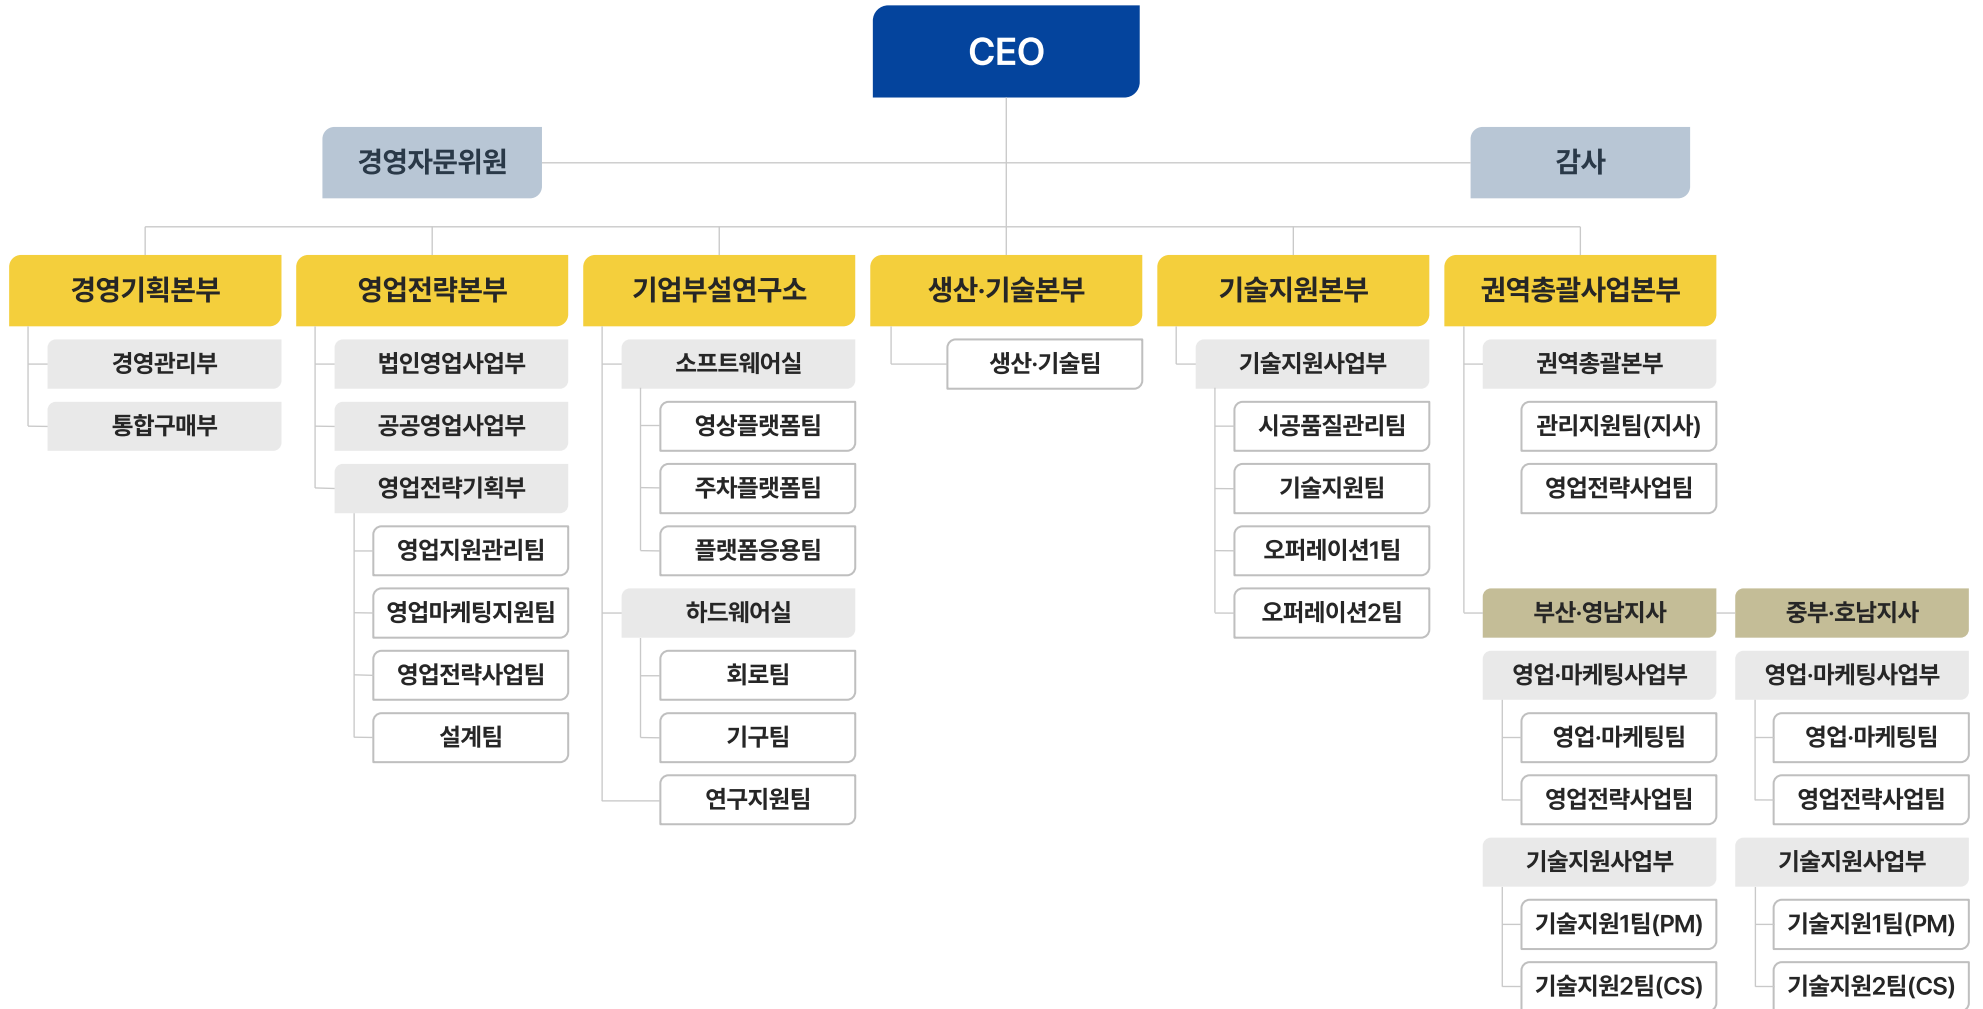 CEO
경영자문위원
감사
경영기획본부
경영관리부
통합구매부
영업전략본부
법인영업사업부
공공영업사업부
영업전략기획부
영업지원관리팀
영업마케팅지원팀
영업전략사업팀
설계팀
기업부설연구소
소프트웨어실
영상플랫폼팀
주차플랫폼팀
플랫폼응용팀
하드웨어실
회로팀
기구팀
연구지원팀
생산·기술본부
생산·기술팀
기술지원본부
기술지원사업부
시공품질관리팀
기술지원팀
오퍼레이션1팀
오퍼레이션2팀
권역총괄사업본부
권역총괄본부
관리지원팀(지사)
영업전략사업팀
부산·영남지사
영업·마케팅사업부
영업·마케팅팀
영업전략사업팀
기술지원사업부
기술지원1팀(PM)
기술지원2팀(CS)
중부·호남지사
영업·마케팅사업부
영업·마케팅팀
영업전략사업팀
기술지원사업부
기술지원1팀(PM)
기술지원2팀(CS)